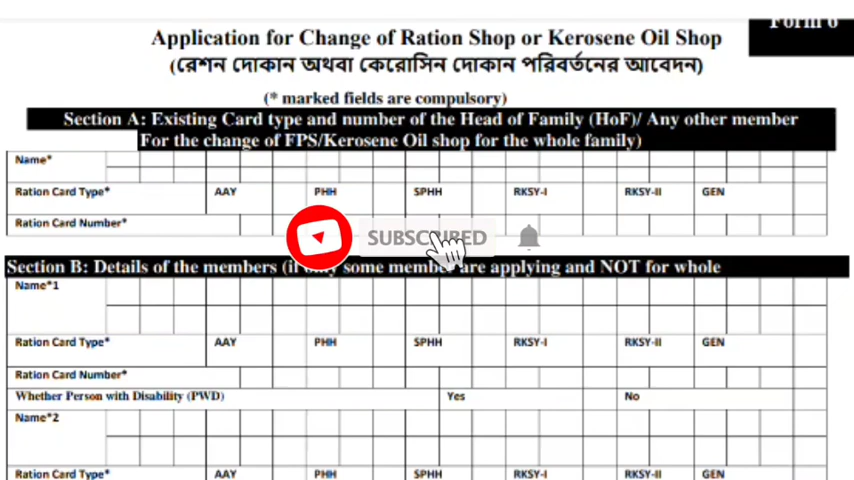 Form 6
Application for Change of Ration Shop or Kerosene Oil Shop
(রেশন দোকান অথবা কেরোসিন দোকান পরিবর্তনের আবেদন)
(* marked fields are compulsory)
Section A: Existing Card type and number of the Head of Family (HoF)/ Any other member
For the change of FPS/Kerosene Oil shop for the whole family)
Name*
Ration Card Type* AAY PHH SPHH RKSY-I RKSY-II GEN
Ration Card Number*
SUBSCRIBED
Section B: Details of the members (if only some member are applying and NOT for whole
Name*1
Ration Card Type* AAY PHH SPHH RKSY-I RKSY-II GEN
Ration Card Number*
Whether Person with Disability (PWD) Yes No
Name*2
Ration Card Type* AAY PHH SPHH RKSY-I RKSY-II GEN